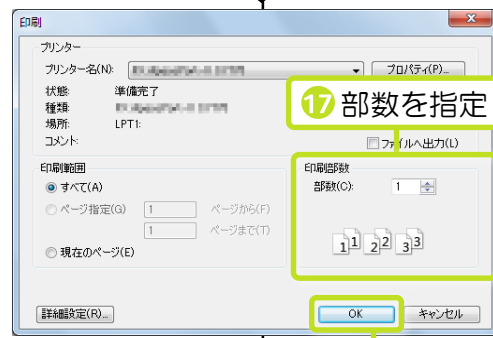 印刷
プリンター
プリンター名(N):
プロパティ(P)...
状態: 準備完了
種類:
場所: LPT1:
コメント:
⑰部数を指定
ファイルへ出力(L)
印刷範囲
すべて(A)
ページ指定(G) 1 ページから(F)
1 ページまで(T)
現在のページ(E)
印刷部数
部数(C): 1
1 1 2 2 3 3
詳細設定(R)...
OK
キャンセル